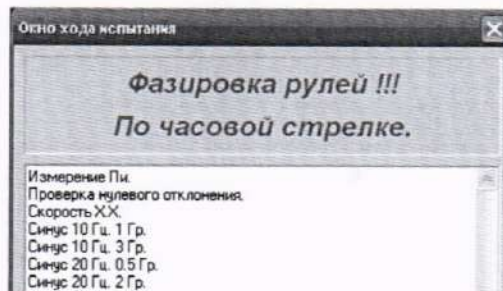 Окно хода испытания
Фазировка рулей !!!
По часовой стрелке.
Измерение Пи.
Проверка нулевого отклонения.
Скорость Х.Х.
Синус 10 Гц. 1 Гр.
Синус 10 Гц. 3 Гр.
Синус 20 Гц. 0.5 Гр.
Синус 20 Гц. 2 Гр.